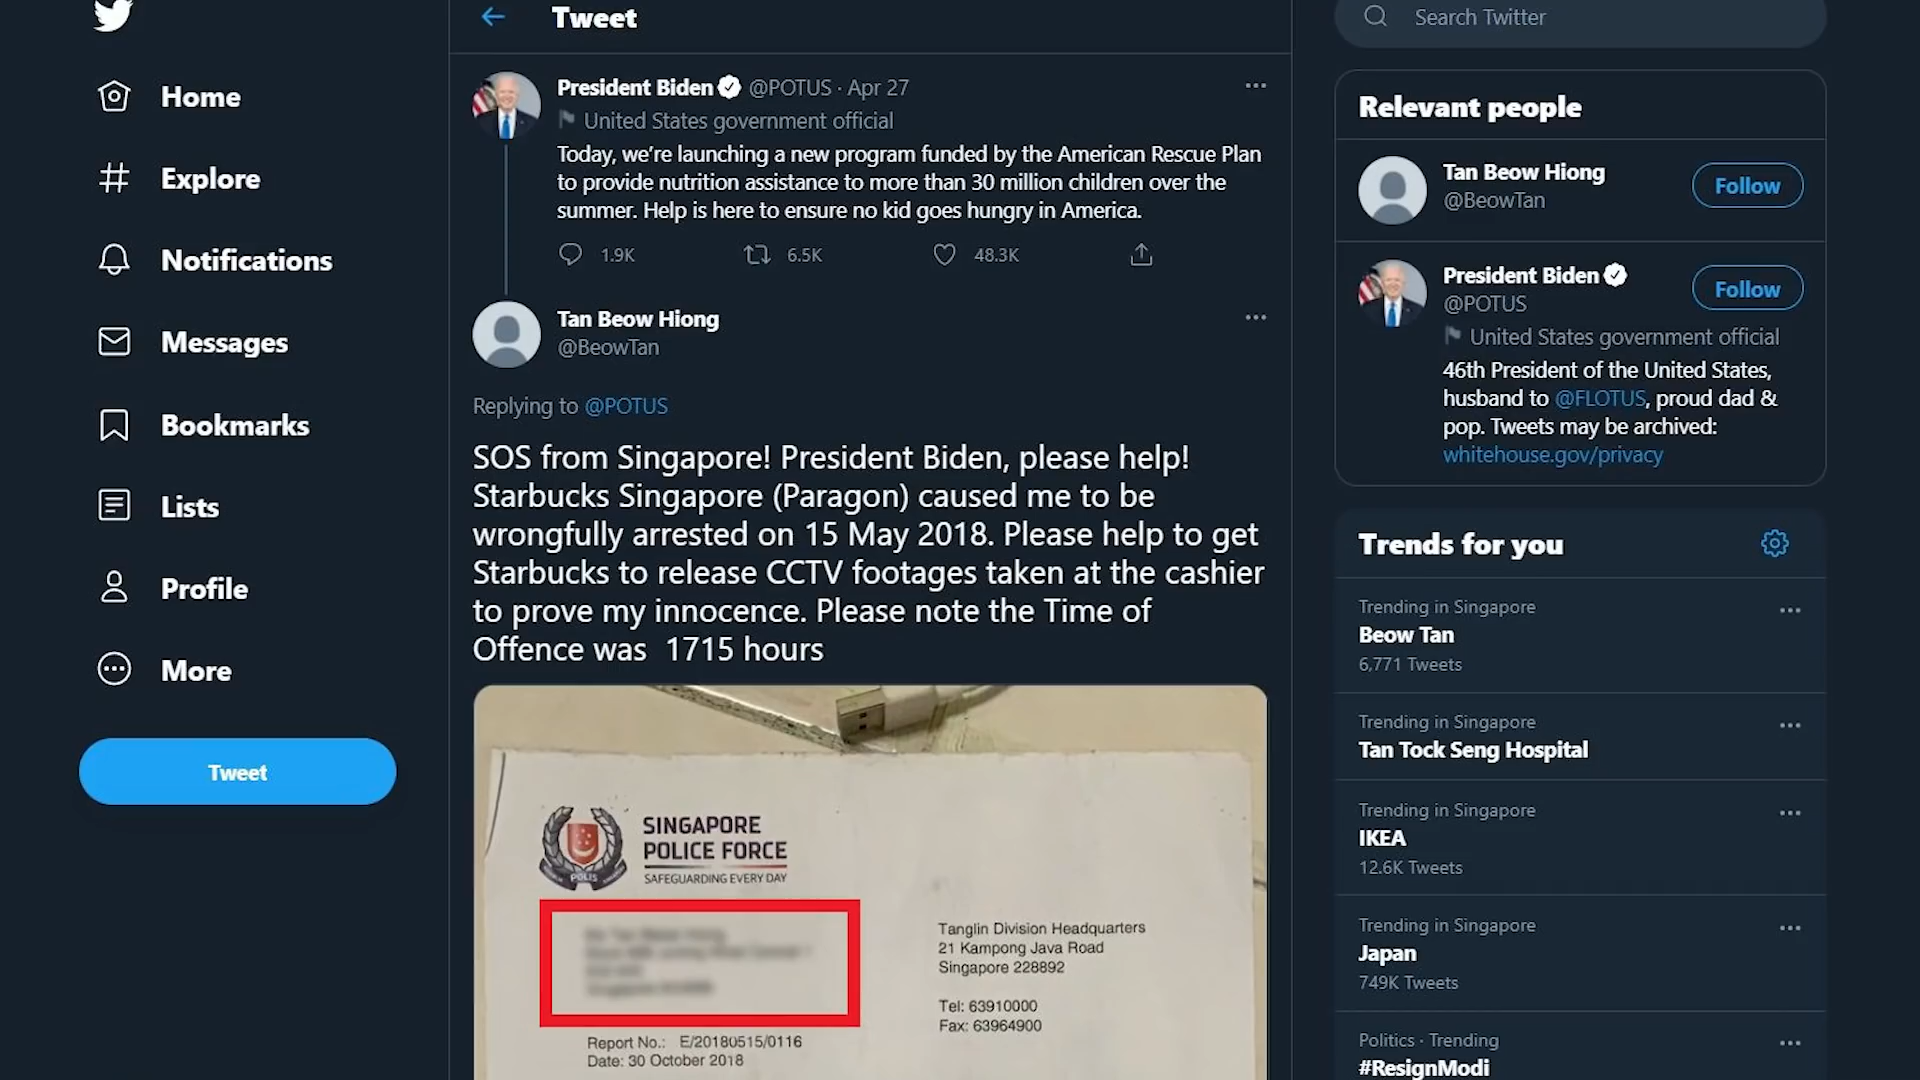 Home
Explore
Notifications
Messages
Bookmarks
Lists
Profile
More
Tweet
Tweet
President Biden @POTUS · Apr 27
United States government official
Today, we're launching a new program funded by the American Rescue Plan
to provide nutrition assistance to more than 30 million children over the
summer. Help is here to ensure no kid goes hungry in America.
1.9K 6.5K 48.3K
Tan Beow Hiong
@BeowTan
Replying to @POTUS
SOS from Singapore! President Biden, please help!
Starbucks Singapore (Paragon) caused me to be
wrongfully arrested on 15 May 2018. Please help to get
Starbucks to release CCTV footages taken at the cashier
to prove my innocence. Please note the Time of
Offence was  1715 hours
POLIS
SINGAPORE
POLICE FORCE
SAFEGUARDING EVERY DAY
Report No.: E/20180515/0116
Date: 30 October 2018
Tanglin Division Headquarters
21 Kampong Java Road
Singapore 228892
Tel: 63910000
Fax: 63964900
Search Twitter
Relevant people
Tan Beow Hiong
@BeowTan
Follow
President Biden
@POTUS
Follow
United States government official
46th President of the United States,
husband to @FLOTUS, proud dad &
pop. Tweets may be archived:
whitehouse.gov/privacy
Trends for you
Trending in Singapore
Beow Tan
6,771 Tweets
Trending in Singapore
Tan Tock Seng Hospital
Trending in Singapore
IKEA
12.6K Tweets
Trending in Singapore
Japan
749K Tweets
Politics · Trending
#ResignModi